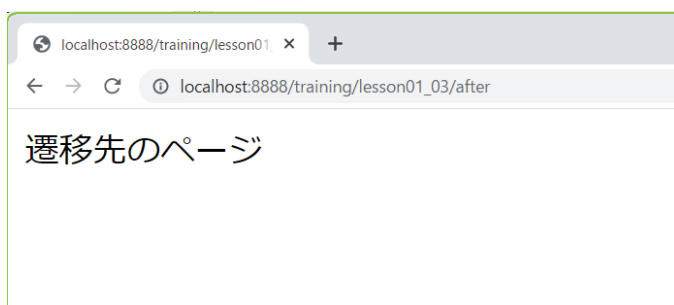 localhost:8888/training/lesson01_
localhost:8888/training/lesson01_03/after
遷移先のページ